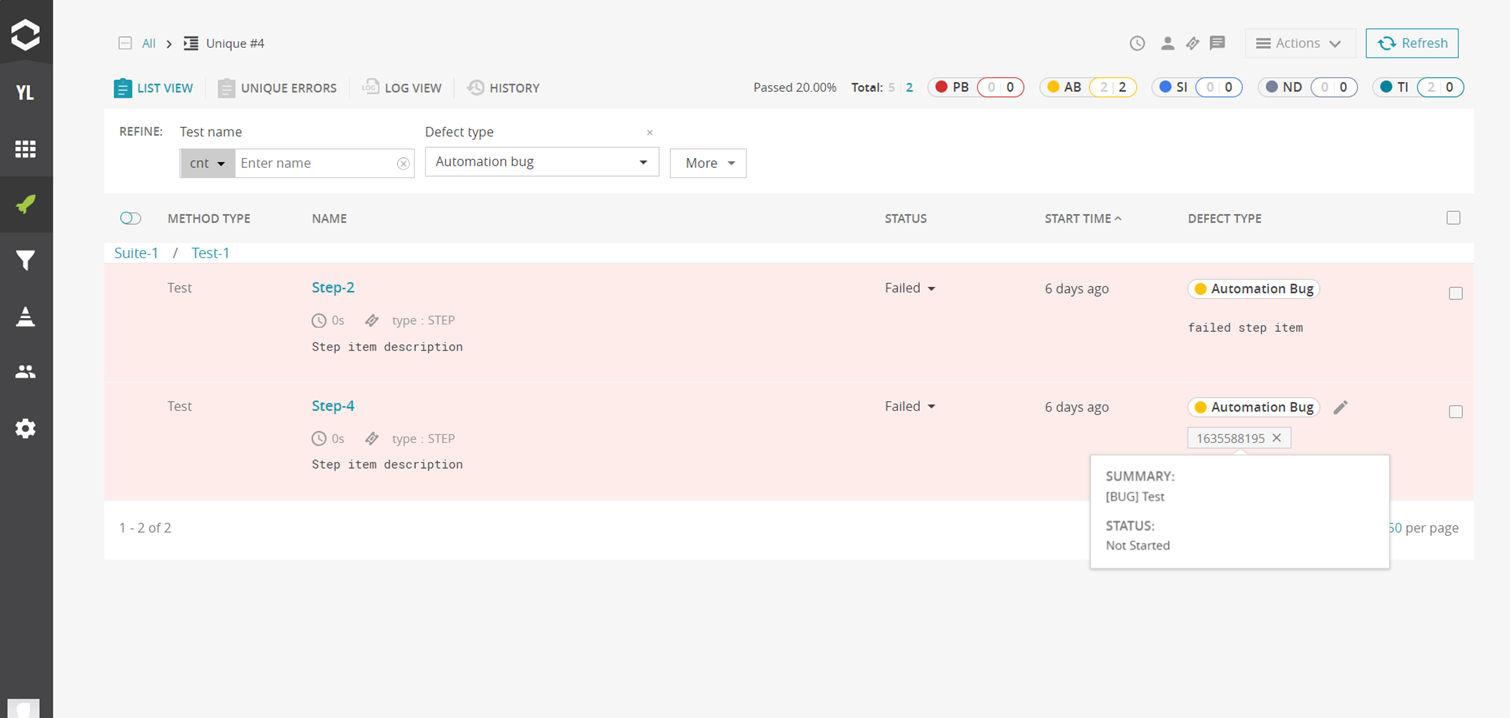 All > Unique #4 Actions Refresh
YL
LIST VIEW UNIQUE ERRORS LOG VIEW HISTORY Passed 20.00% Total: 5 | 2 PB 0 | 0 AB 2 | 2 SI 0 | 0 ND 0 | 0 TI 2 | 0
REFINE: Test name Defect type ×
cnt Enter name Automation bug More
METHOD TYPE NAME STATUS START TIME DEFECT TYPE
Suite-1 / Test-1
Test Step-2 Failed 6 days ago Automation Bug
0s type : STEP failed step item
Step item description
Test Step-4 Failed 6 days ago Automation Bug
0s type : STEP 1635588195 ×
Step item description
SUMMARY:
[BUG] Test
STATUS:
Not Started
1 - 2 of 2 50 per page